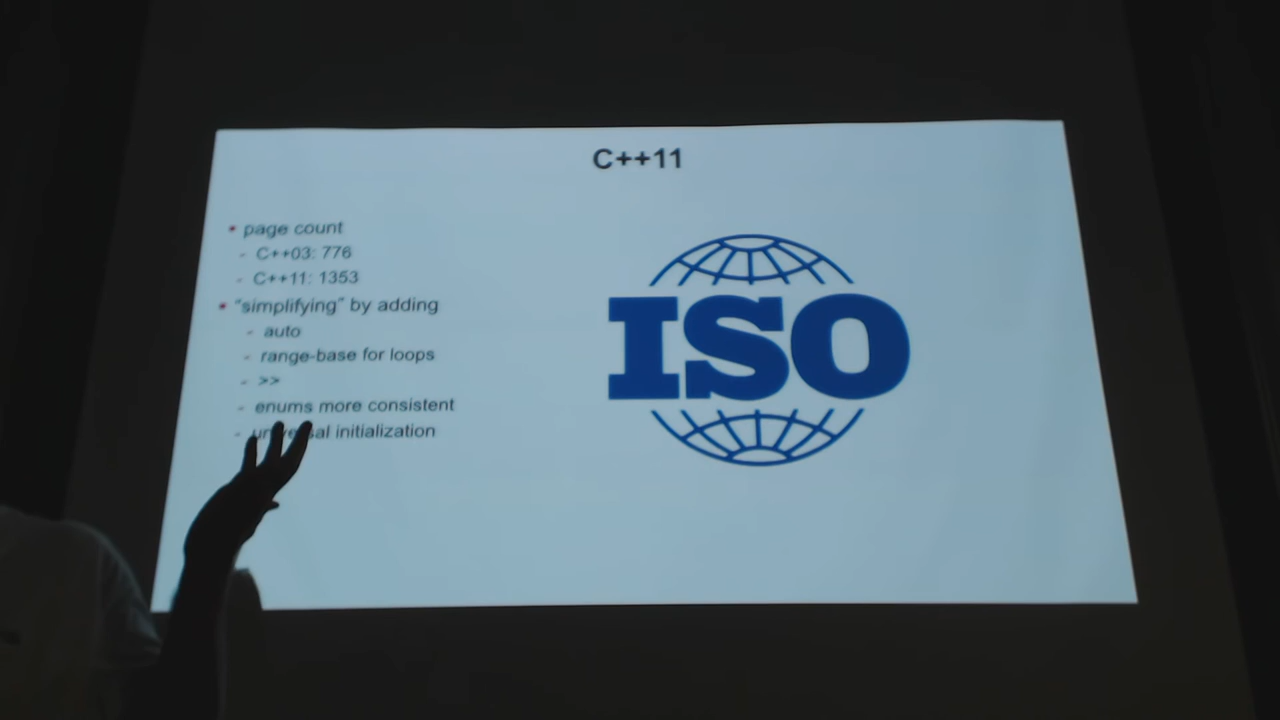 C++11
• page count
- C++03: 776
- C++11: 1353
• "simplifying" by adding
- auto
- range-base for loops
- >>
- enums more consistent
- universal initialization
ISO